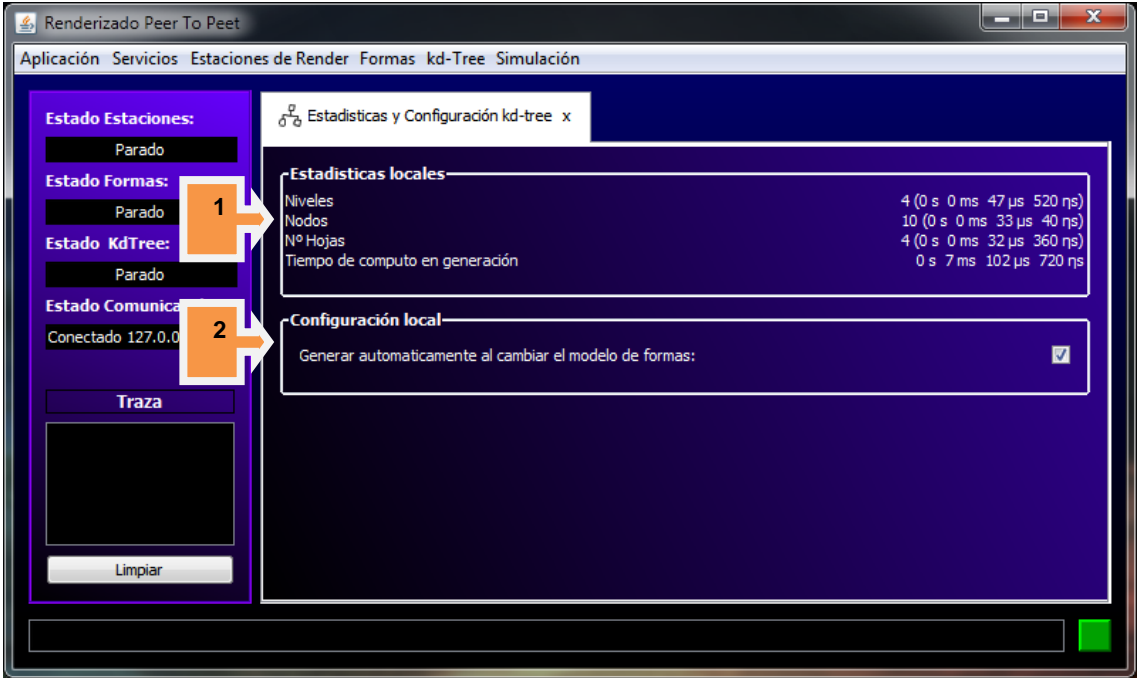 Renderizado Peer To Peet
Aplicación Servicios Estaciones de Render Formas kd-Tree Simulación
Estado Estaciones:
Parado
Estado Formas:
Parado
Estado KdTree:
Parado
Estado Comunica
Conectado 127.0.0
Traza
Limpiar
Estadisticas y Configuración kd-tree x
1
Estadisticas locales
Niveles 4 (0 s 0 ms 47 µs 520 ηs)
Nodos 10 (0 s 0 ms 33 µs 40 ηs)
Nº Hojas 4 (0 s 0 ms 32 µs 360 ηs)
Tiempo de computo en generación 0 s 7 ms 102 µs 720 ηs
2
Configuración local
Generar automaticamente al cambiar el modelo de formas: